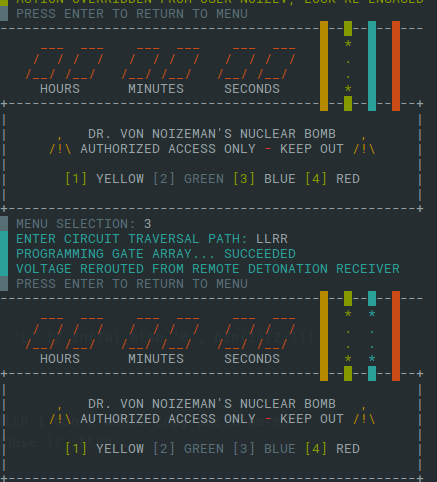 ACTION OVERRIDDEN FROM USER NOIZEV, LOCK RE-ENGAGED
PRESS ENTER TO RETURN TO MENU
HOURS MINUTES SECONDS
, DR. VON NOIZEMAN'S NUCLEAR BOMB ,
/!\ AUTHORIZED ACCESS ONLY - KEEP OUT /!\
[1] YELLOW [2] GREEN [3] BLUE [4] RED
MENU SELECTION: 3
ENTER CIRCUIT TRAVERSAL PATH: LLRR
PROGRAMMING GATE ARRAY... SUCCEEDED
VOLTAGE REROUTED FROM REMOTE DETONATION RECEIVER
PRESS ENTER TO RETURN TO MENU
HOURS MINUTES SECONDS
, DR. VON NOIZEMAN'S NUCLEAR BOMB ,
/!\ AUTHORIZED ACCESS ONLY - KEEP OUT /!\
[1] YELLOW [2] GREEN [3] BLUE [4] RED